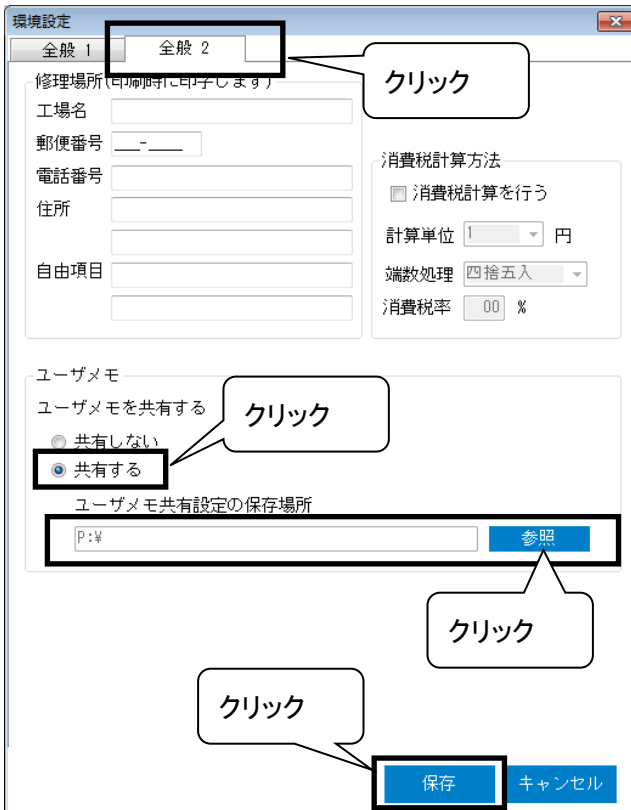 環境設定
全般 1
全般 2
クリック
修理場所(印刷時に印字します)
工場名
郵便番号 ___-____
電話番号
住所
自由項目
消費税計算方法
消費税計算を行う
計算単位 1 円
端数処理 四捨五入
消費税率 00 %
ユーザメモ
ユーザメモを共有する
クリック
共有しない
共有する
ユーザメモ共有設定の保存場所
P:¥ 参照
クリック
クリック
保存 キャンセル